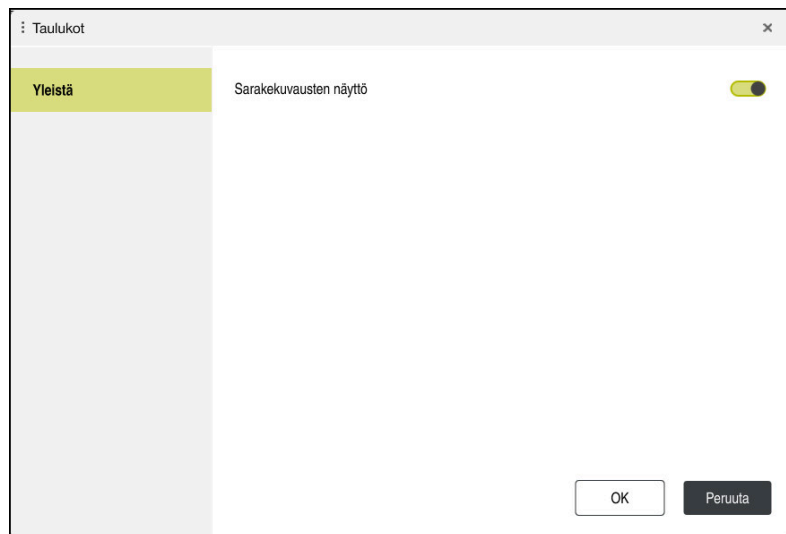 Taulukot
Yleistä
Sarakekuvausten näyttö
OK
Peruuta